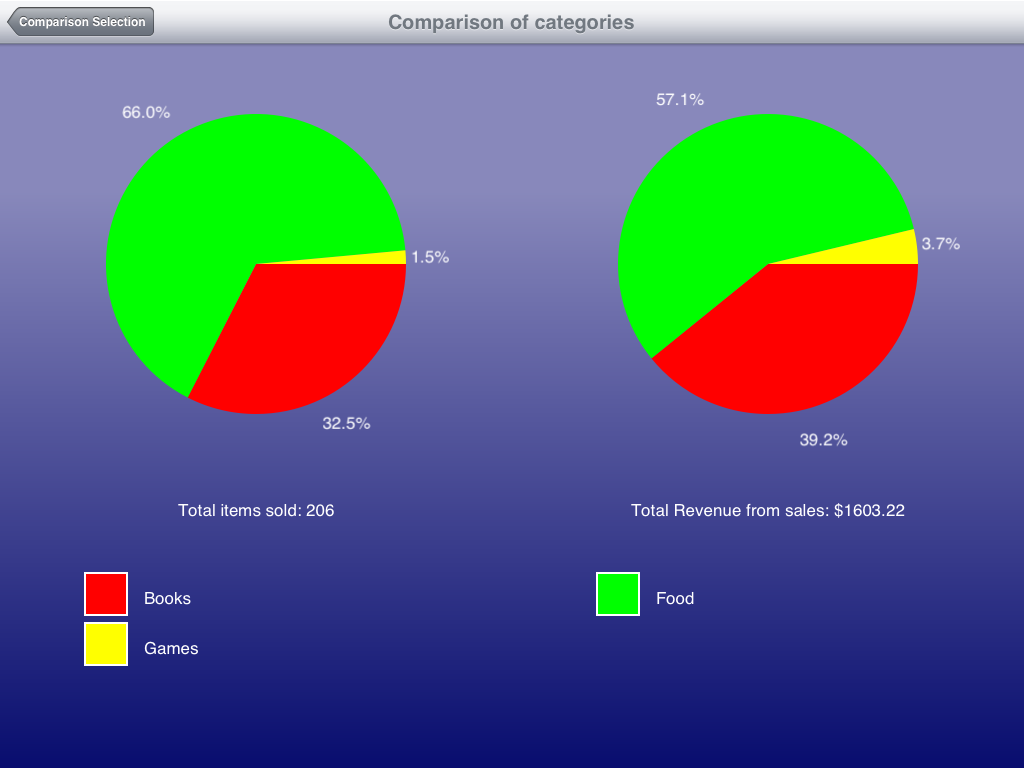 Comparison Selection
Comparison of categories
66.0%
1.5%
32.5%
57.1%
3.7%
39.2%
Total items sold: 206
Total Revenue from sales: $1603.22
Books
Food
Games